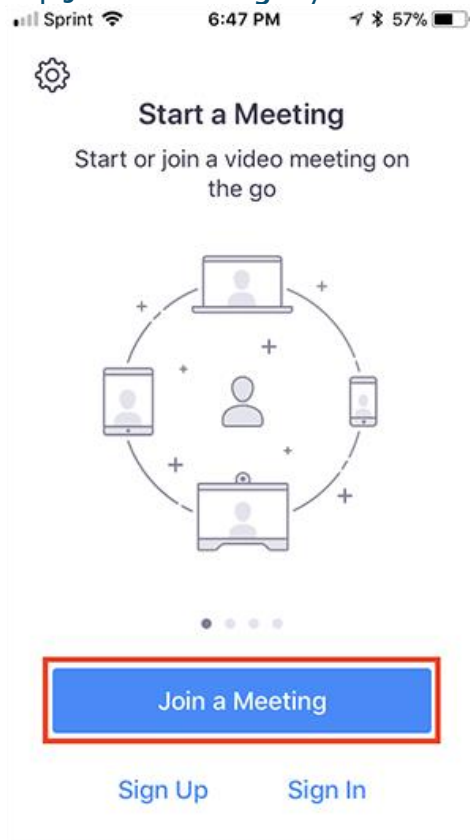 Sprint 6:47 PM 57%
Start a Meeting
Start or join a video meeting on
the go
Join a Meeting
Sign Up Sign In